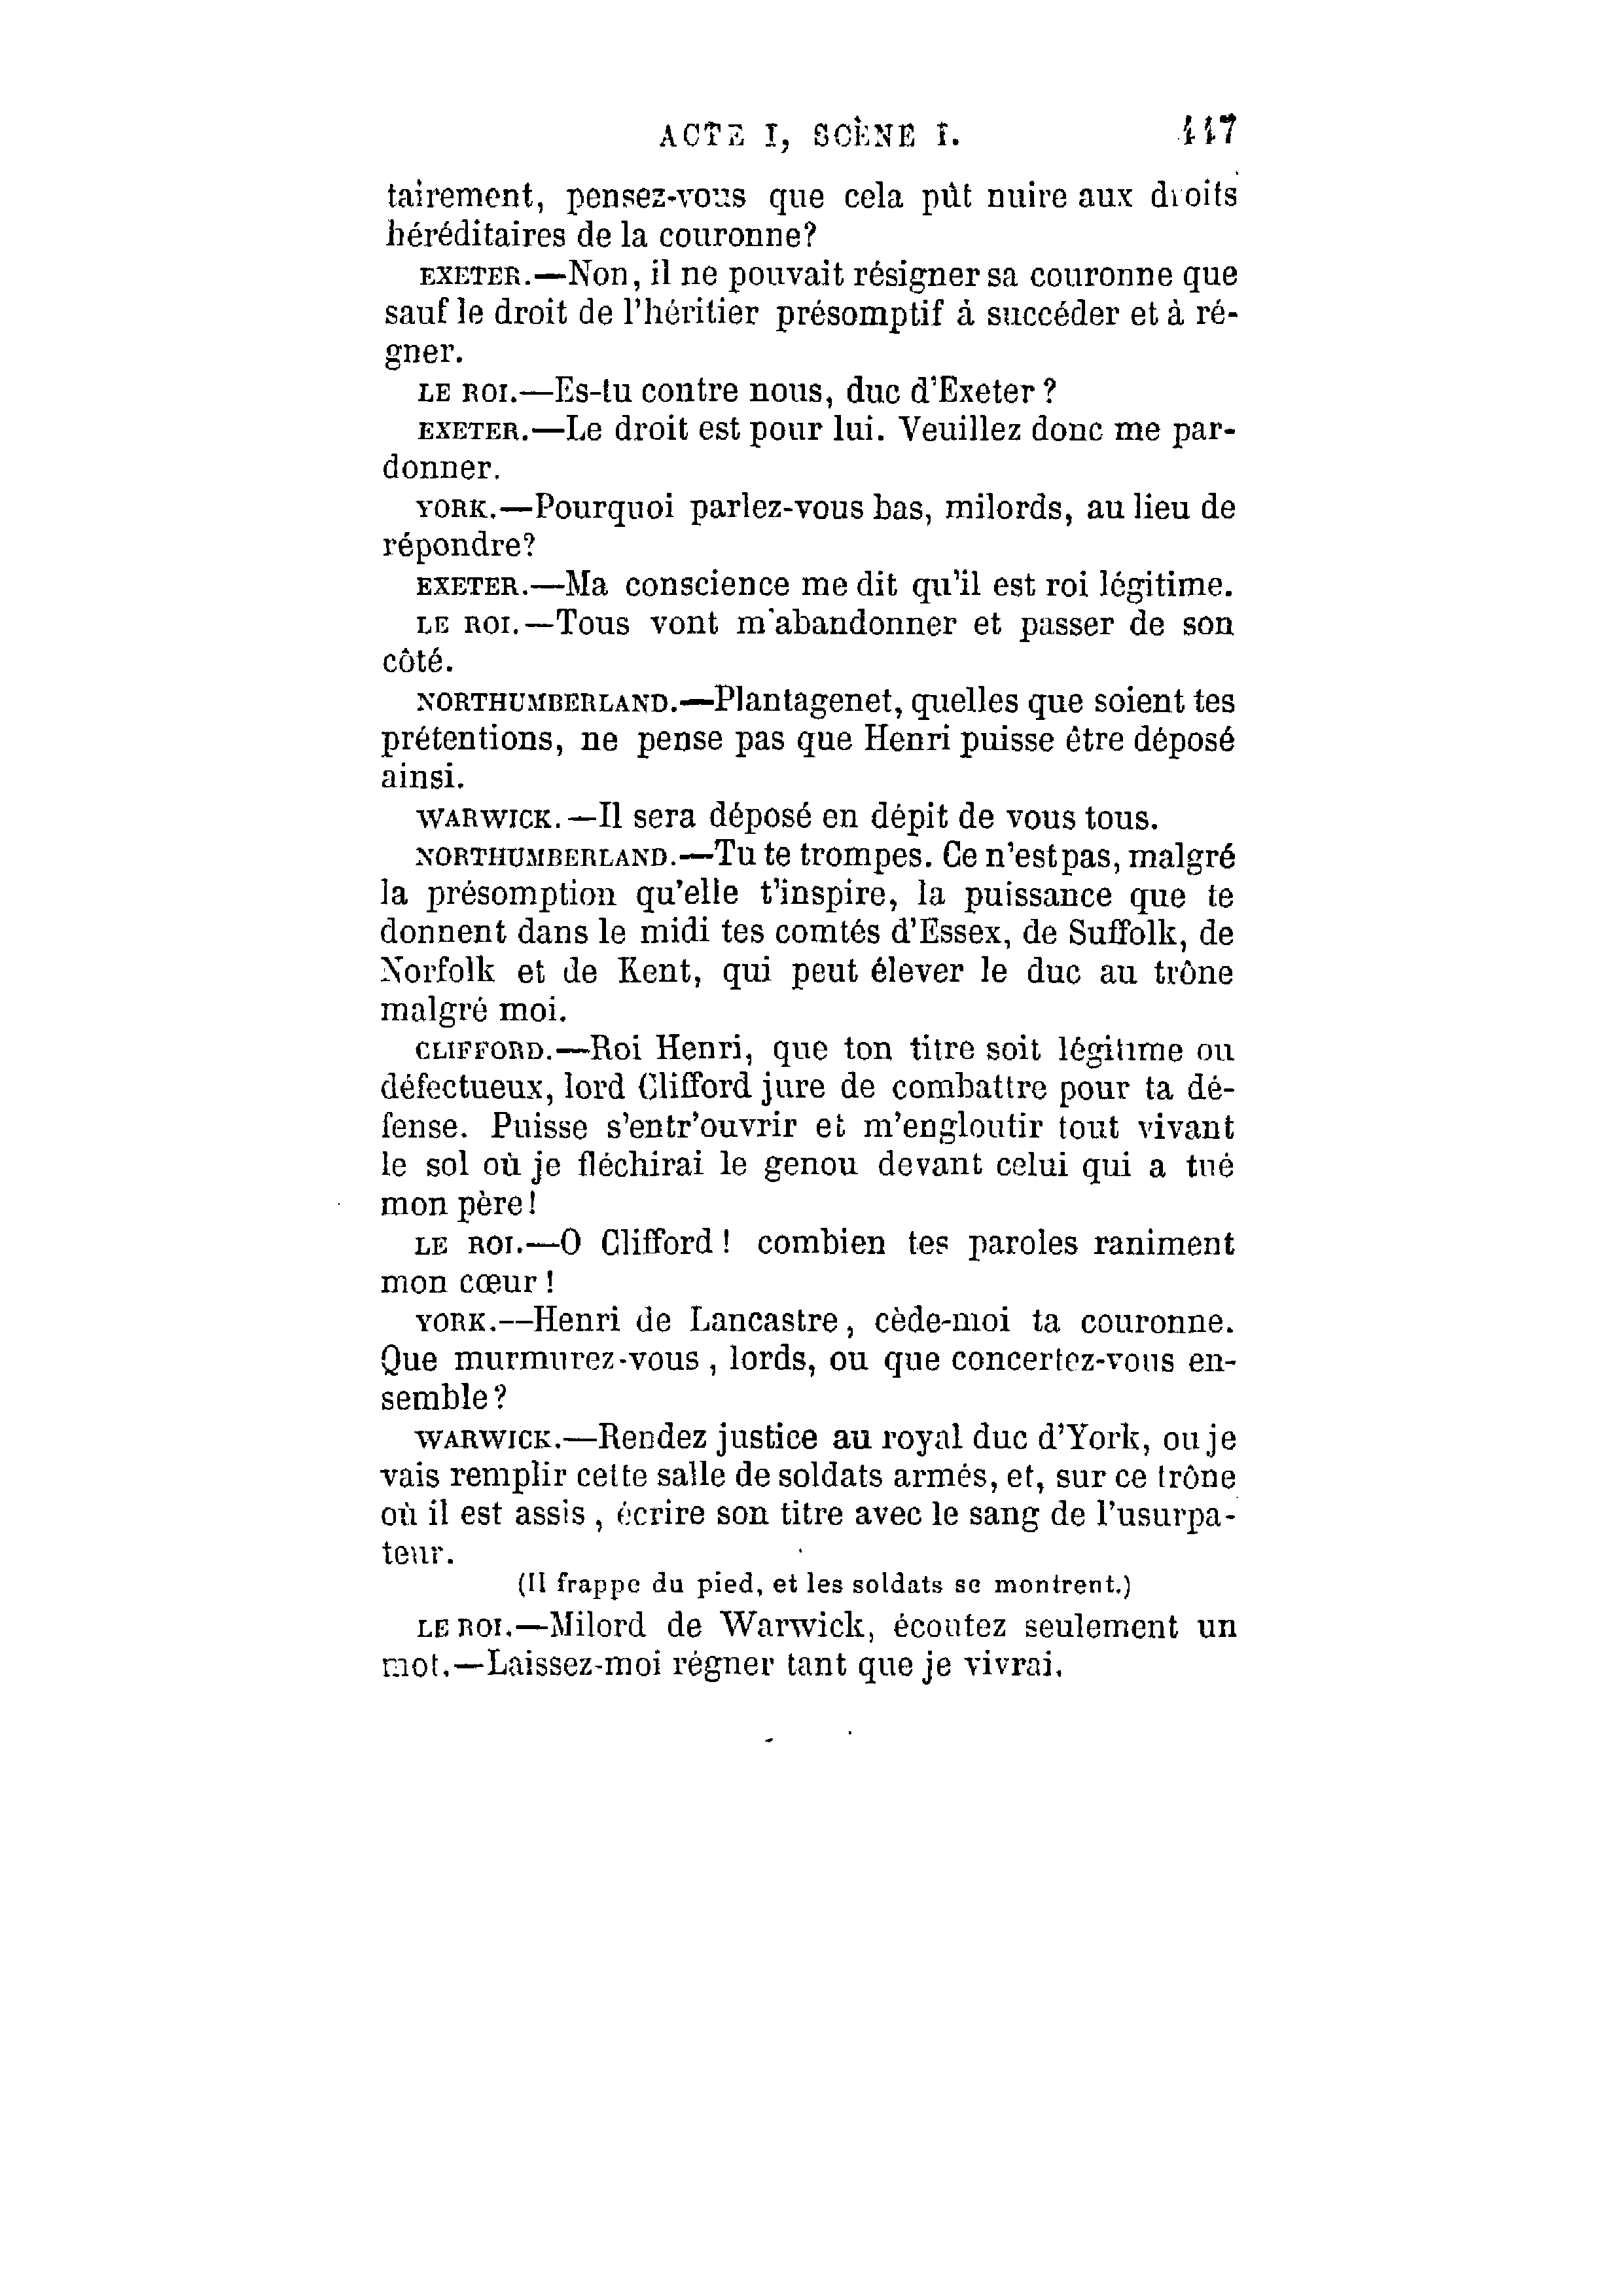 ACTE I, SCÈNE I. 447
tairement, pensez-vous que cela pût nuire aux droits
héréditaires de la couronne?
EXETER.—Non, il ne pouvait résigner sa couronne que
sauf le droit de l'héritier présomptif à succéder et à ré-
gner.
LE ROI.—Es-tu contre nous, duc d'Exeter ?
EXETER.—Le droit est pour lui. Veuillez donc me par-
donner.
YORK.—Pourquoi parlez-vous bas, milords, au lieu de
répondre?
EXETER.—Ma conscience me dit qu'il est roi légitime.
LE ROI.—Tous vont m'abandonner et passer de son
côté.
NORTHUMBERLAND.—Plantagenet, quelles que soient tes
prétentions, ne pense pas que Henri puisse être déposé
ainsi.
WARWICK.—Il sera déposé en dépit de vous tous.
NORTHUMBERLAND.—Tu te trompes. Ce n'est pas, malgré
la présomption qu'elle t'inspire, la puissance que te
donnent dans le midi tes comtés d'Essex, de Suffolk, de
Norfolk et de Kent, qui peut élever le duc au trône
malgré moi.
CLIFFORD.—Roi Henri, que ton titre soit légitime ou
défectueux, lord Clifford jure de combattre pour ta dé-
fense. Puisse s'entr'ouvrir et m'engloutir tout vivant
le sol où je fléchirai le genou devant celui qui a tué
mon père!
LE ROI.—O Clifford ! combien tes paroles raniment
mon cœur !
YORK.—Henri de Lancastre, cède-moi ta couronne.
Que murmurez-vous, lords, ou que concertez-vous en-
semble ?
WARWICK.—Rendez justice au royal duc d'York, ou je
vais remplir cette salle de soldats armés, et, sur ce trône
où il est assis, écrire son titre avec le sang de l'usurpa-
teur.
(Il frappe du pied, et les soldats se montrent.)
LE ROI.—Milord de Warwick, écoutez seulement un
mot.—Laissez-moi régner tant que je vivrai.